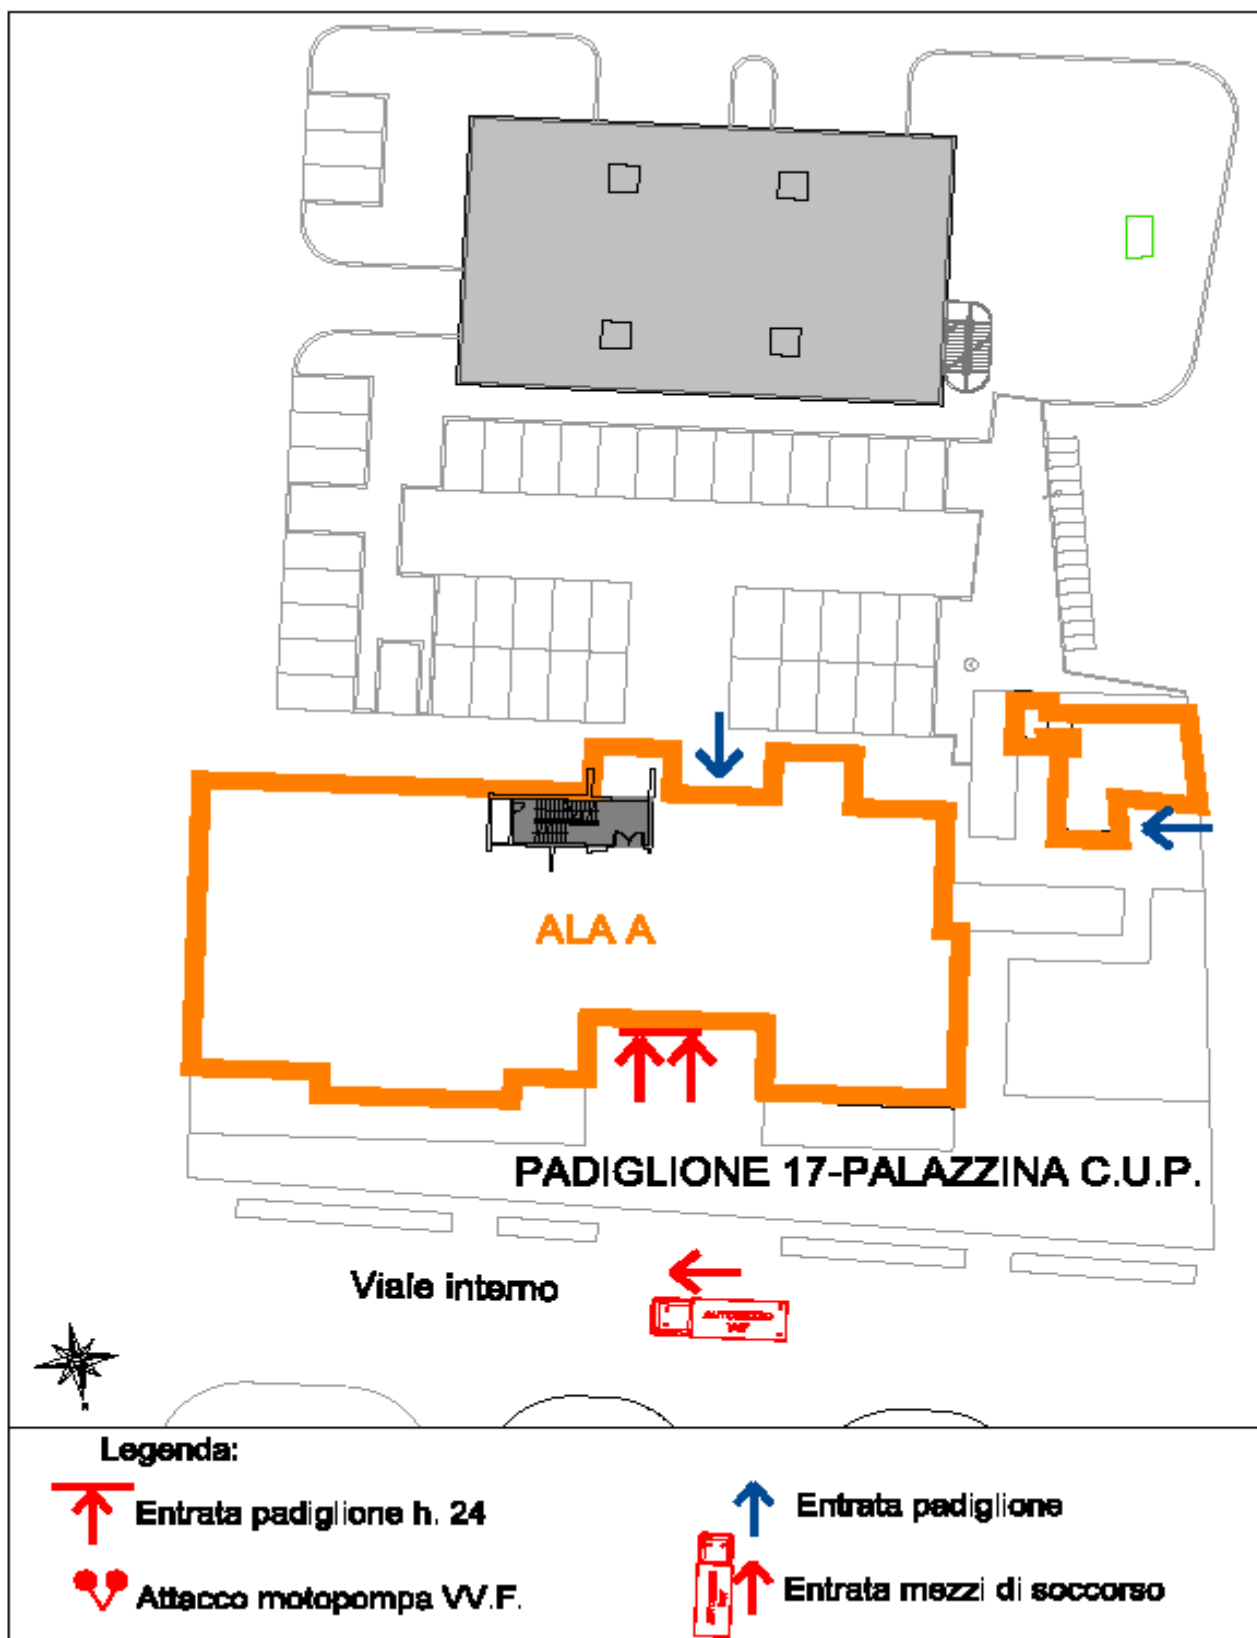 ALA A
PADIGLIONE 17-PALAZZINA C.U.P.
Viale interno
Legenda:
Entrata padiglione h. 24
Entrata padiglione
Attacco motopompa VV.F.
Entrata mezzi di soccorso